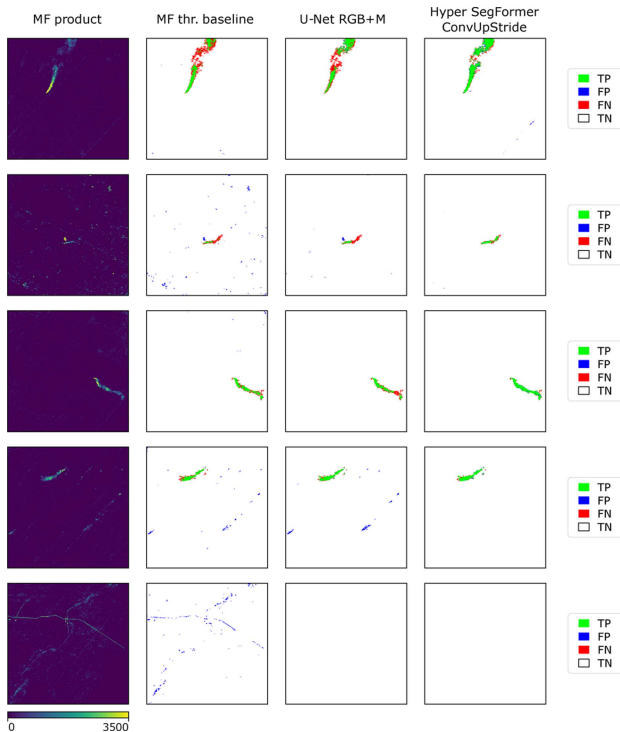 MF product
MF thr. baseline
U-Net RGB+M
Hyper SegFormer
ConvUpStride
TP
FP
FN
TN
TP
FP
FN
TN
TP
FP
FN
TN
TP
FP
FN
TN
TP
FP
FN
TN
0 3500